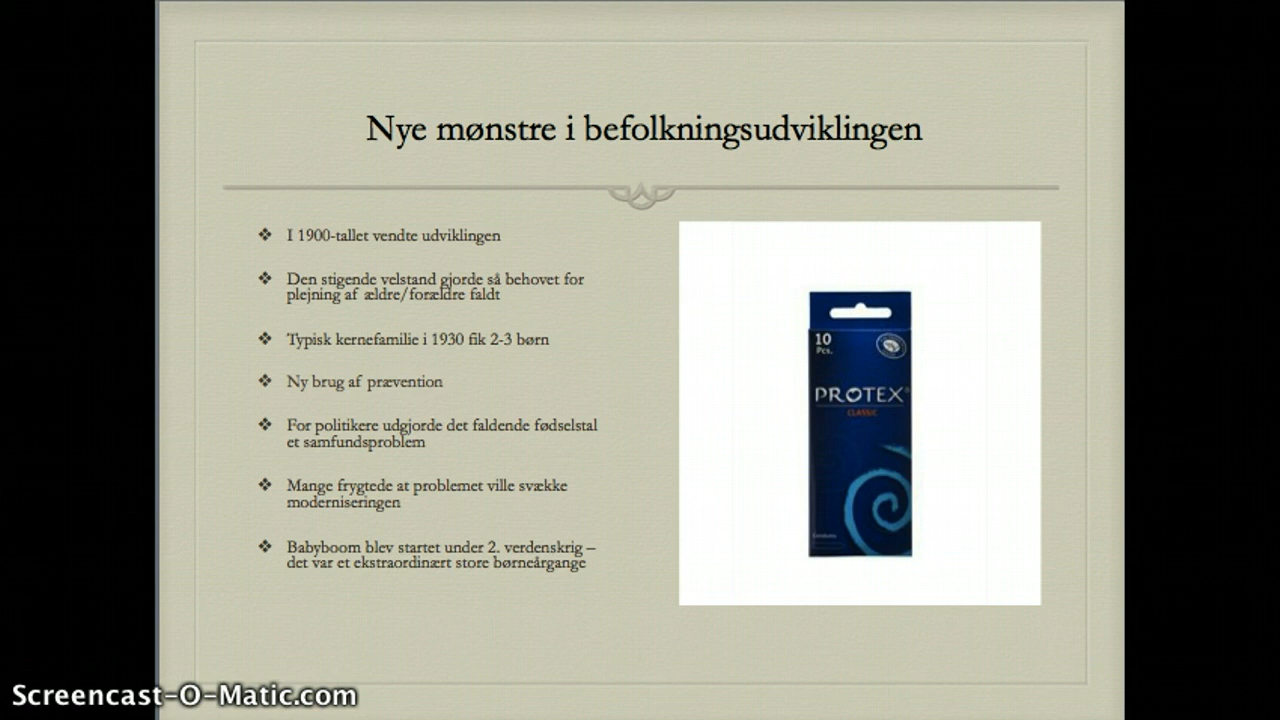 Nye mønstre i befolkningsudviklingen
❖ I 1900-tallet vendte udviklingen
❖ Den stigende velstand gjorde så behovet for
plejning af ældre/forældre faldt
❖ Typisk kernefamilie i 1930 fik 2-3 børn
❖ Ny brug af prævention
❖ For politikere udgjorde det faldende fødselstal
et samfundsproblem
❖ Mange frygtede at problemet ville svække
moderniseringen
❖ Babyboom blev startet under 2. verdenskrig –
det var et ekstraordinært store børneårgange
10
Pcs.
PROTEX®
CLASSIC
Screencast-O-Matic.com